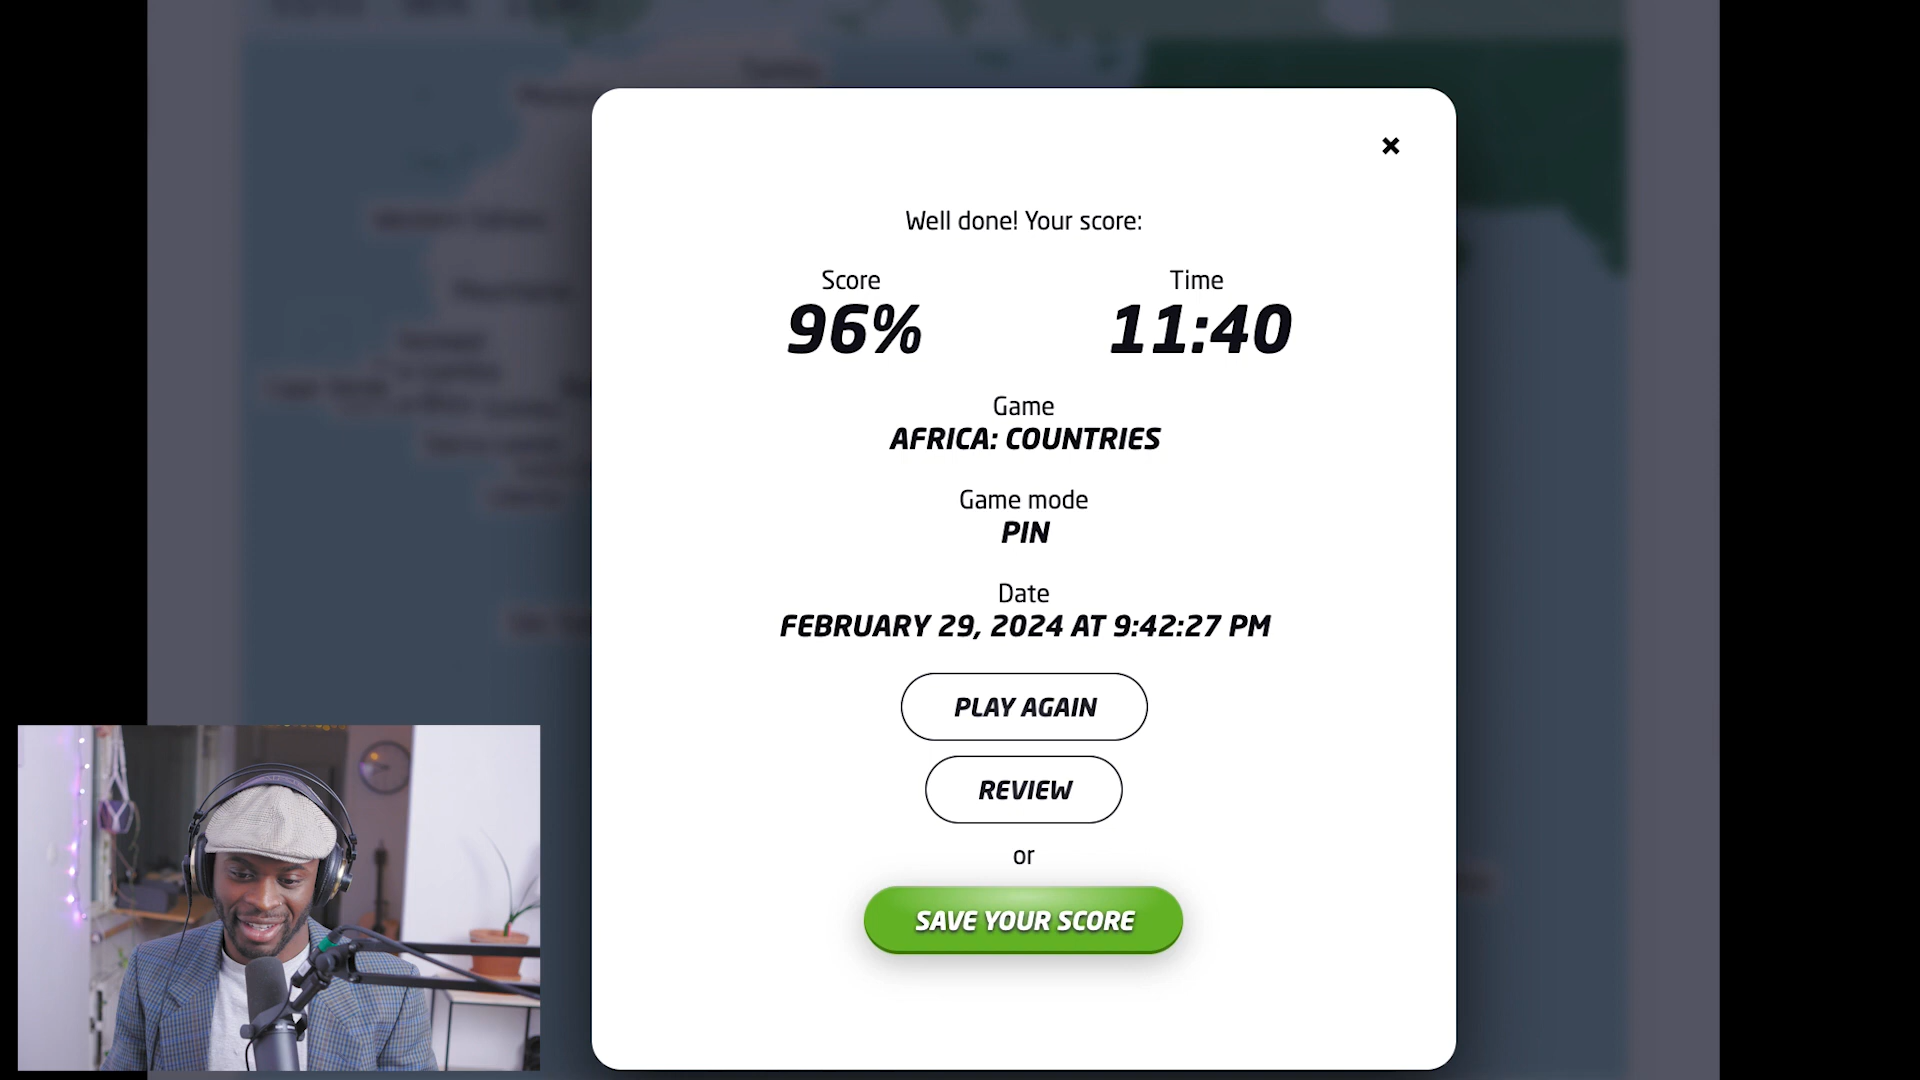 Well done! Your score:
Score
96%
Time
11:40
Game
AFRICA: COUNTRIES
Game mode
PIN
Date
FEBRUARY 29, 2024 AT 9:42:27 PM
PLAY AGAIN
REVIEW
or
SAVE YOUR SCORE